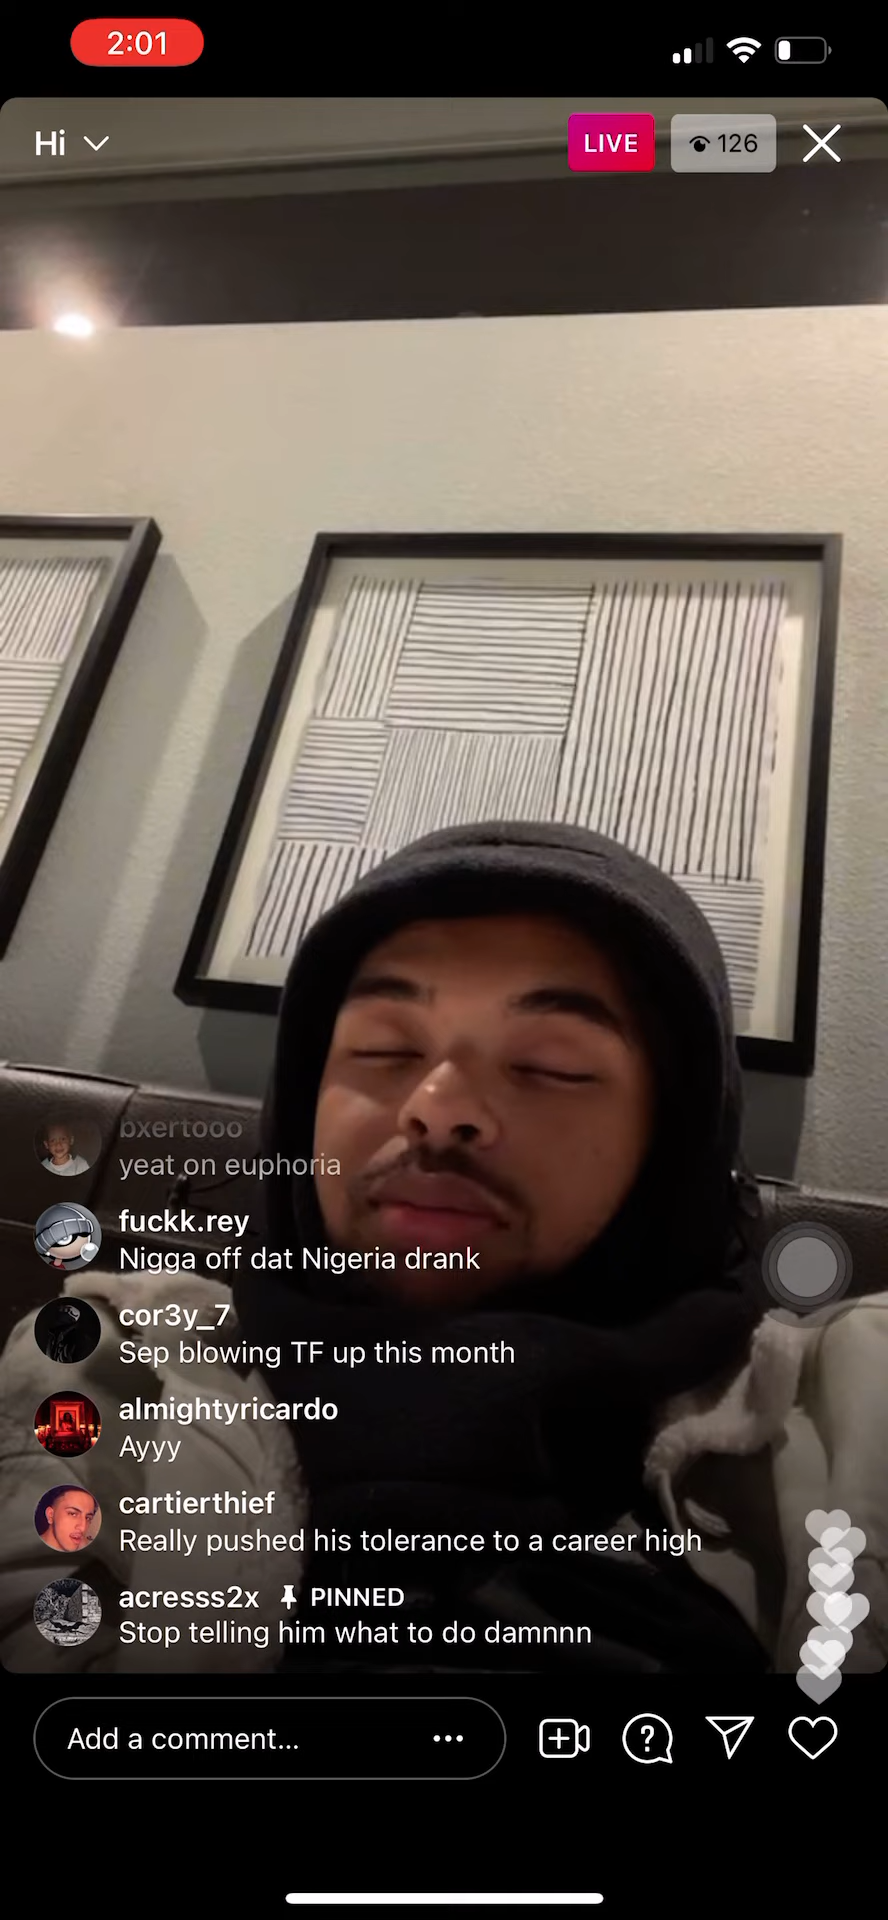 2:01
Hi
LIVE
126
bxertooo
yeat on euphoria
fuckk.rey
Nigga off dat Nigeria drank
cor3y_7
Sep blowing TF up this month
almightyricardo
Ayyy
cartierthief
Really pushed his tolerance to a career high
acresss2x PINNED
Stop telling him what to do damnnn
Add a comment...